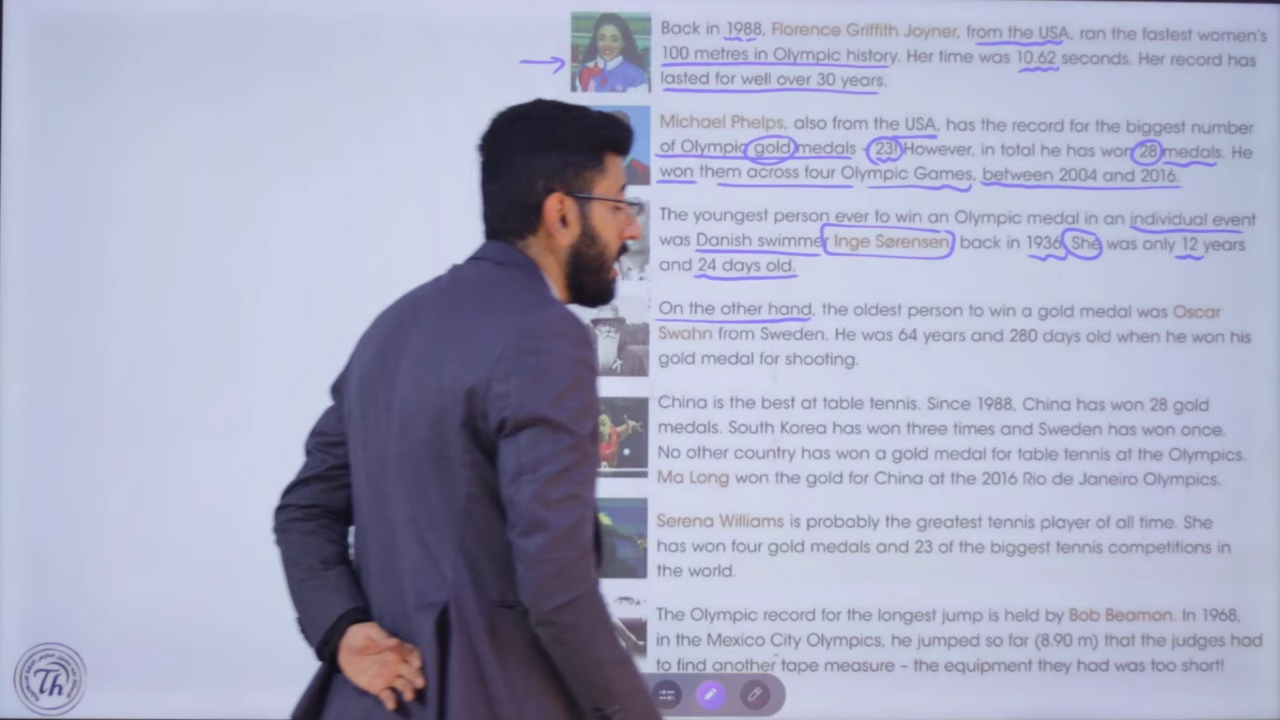 Back in 1988, Florence Griffith Joyner, from the USA, ran the fastest women's
100 metres in Olympic history. Her time was 10.62 seconds. Her record has
lasted for well over 30 years.
Michael Phelps, also from the USA, has the record for the biggest number
of Olympic gold medals - 23! However, in total he has won 28 medals. He
won them across four Olympic Games, between 2004 and 2016.
The youngest person ever to win an Olympic medal in an individual event
was Danish swimmer Inge Sørensen back in 1936. She was only 12 years
and 24 days old.
On the other hand, the oldest person to win a gold medal was Oscar
Swahn from Sweden. He was 64 years and 280 days old when he won his
gold medal for shooting.
China is the best at table tennis. Since 1988, China has won 28 gold
medals. South Korea has won three times and Sweden has won once.
No other country has won a gold medal for table tennis at the Olympics.
Ma Long won the gold for China at the 2016 Rio de Janeiro Olympics.
Serena Williams is probably the greatest tennis player of all time. She
has won four gold medals and 23 of the biggest tennis competitions in
the world.
The Olympic record for the longest jump is held by Bob Beamon. In 1968,
in the Mexico City Olympics, he jumped so far (8.90 m) that the judges had
to find another tape measure – the equipment they had was too short!
Th